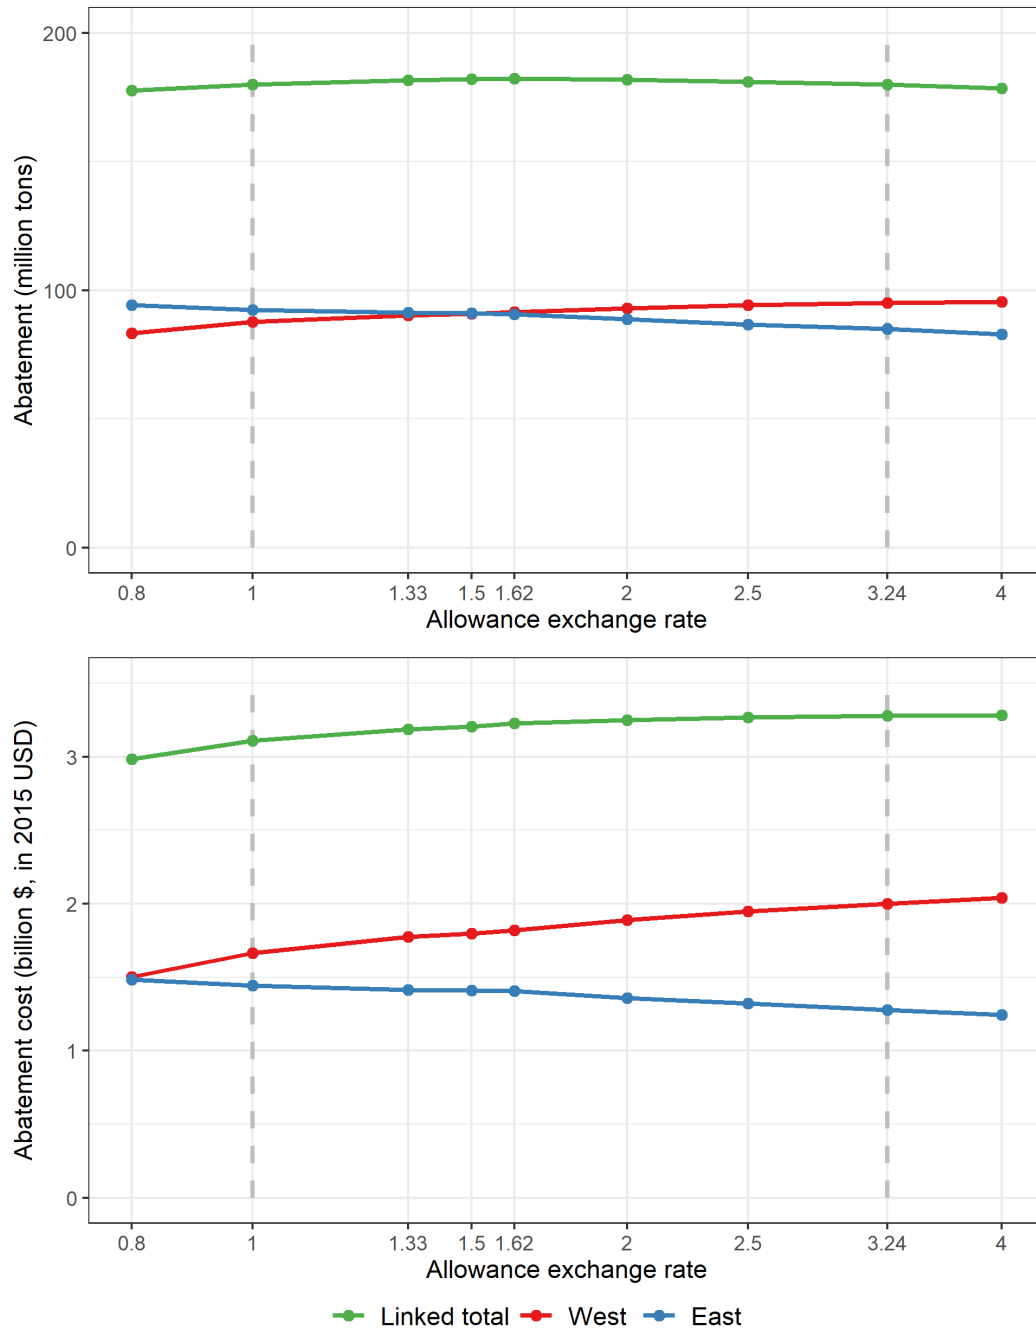 200
100
0
Abatement (million tons)
0.8 1 1.33 1.5 1.62 2 2.5 3.24 4
Allowance exchange rate
3
2
1
0
Abatement cost (billion $, in 2015 USD)
0.8 1 1.33 1.5 1.62 2 2.5 3.24 4
Allowance exchange rate
Linked total West East